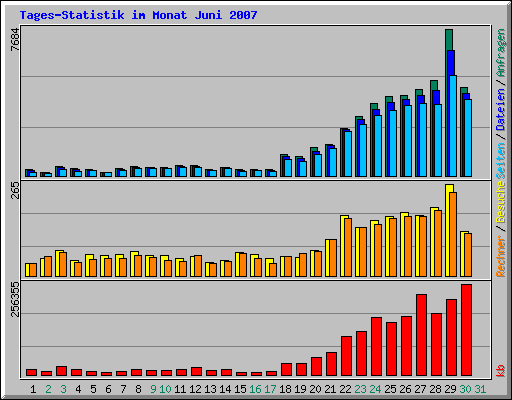 Tages-Statistik im Monat Juni 2007
7684
265
256355
Rechner / Besuche Seiten / Dateien / Anfragen
kb
1 2 3 4 5 6 7 8 9 10 11 12 13 14 15 16 17 18 19 20 21 22 23 24 25 26 27 28 29 30 31